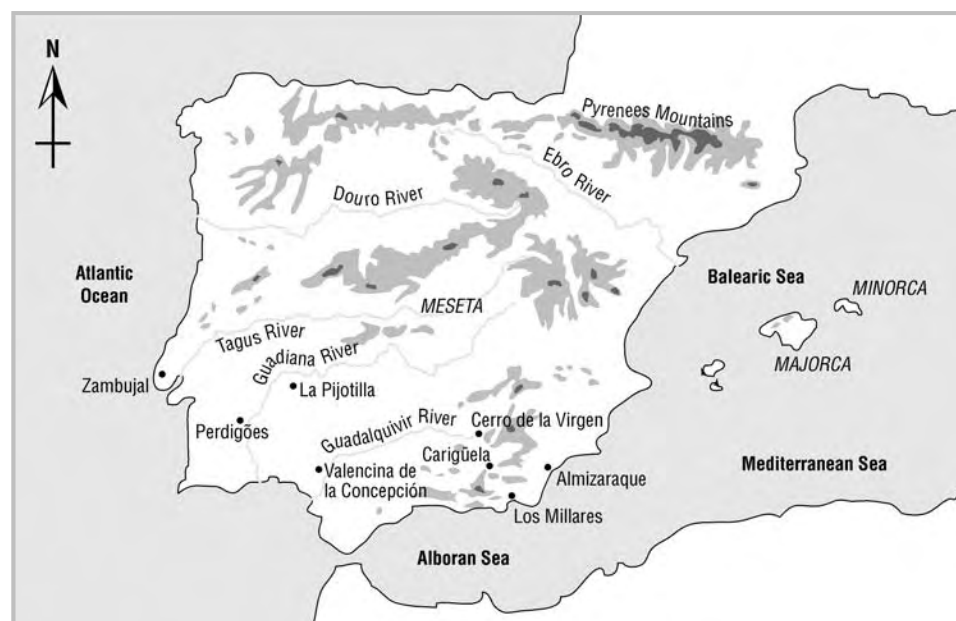 N
Pyrenees Mountains
Ebro River
Douro River
Atlantic
Ocean
Balearic Sea
MINORCA
MESETA
MAJORCA
Tagus River
Guadiana River
Zambujal
La Pijotilla
Perdigões
Guadalquivir River
Cerro de la Virgen
Carigüela
Valencina de
la Concepción
Almizaraque
Mediterranean Sea
Los Millares
Alboran Sea